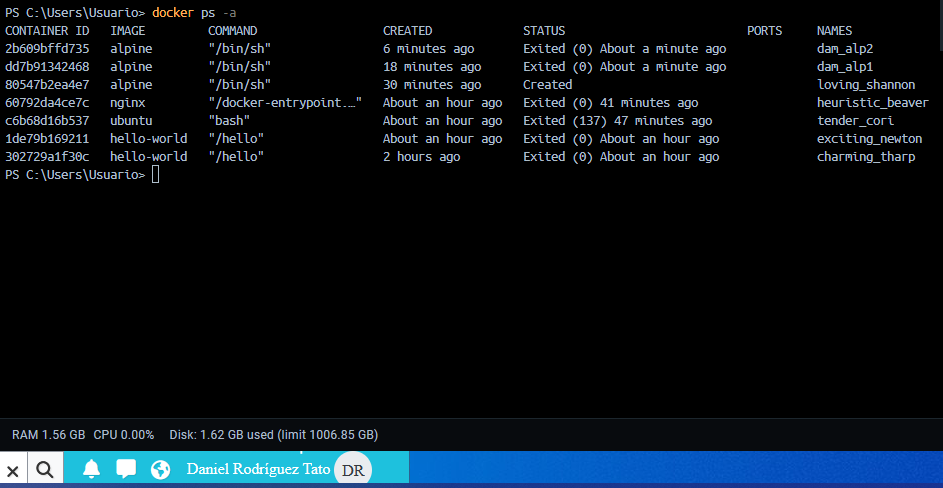 PS C:\Users\Usuario> docker ps -a
CONTAINER ID   IMAGE         COMMAND                  CREATED             STATUS                          PORTS     NAMES
2b609bffd735   alpine        "/bin/sh"                6 minutes ago       Exited (0) About a minute ago             dam_alp2
dd7b91342468   alpine        "/bin/sh"                18 minutes ago      Exited (0) About a minute ago             dam_alp1
80547b2ea4e7   alpine        "/bin/sh"                30 minutes ago      Created                                   loving_shannon
60792da4ce7c   nginx         "/docker-entrypoint.…"   About an hour ago   Exited (0) 41 minutes ago                 heuristic_beaver
c6b68d16b537   ubuntu        "bash"                   About an hour ago   Exited (137) 47 minutes ago               tender_cori
1de79b169211   hello-world   "/hello"                 About an hour ago   Exited (0) About an hour ago              exciting_newton
302729a1f30c   hello-world   "/hello"                 2 hours ago         Exited (0) About an hour ago              charming_tharp
PS C:\Users\Usuario>
RAM 1.56 GB CPU 0.00% Disk: 1.62 GB used (limit 1006.85 GB)
Daniel Rodríguez Tato DR